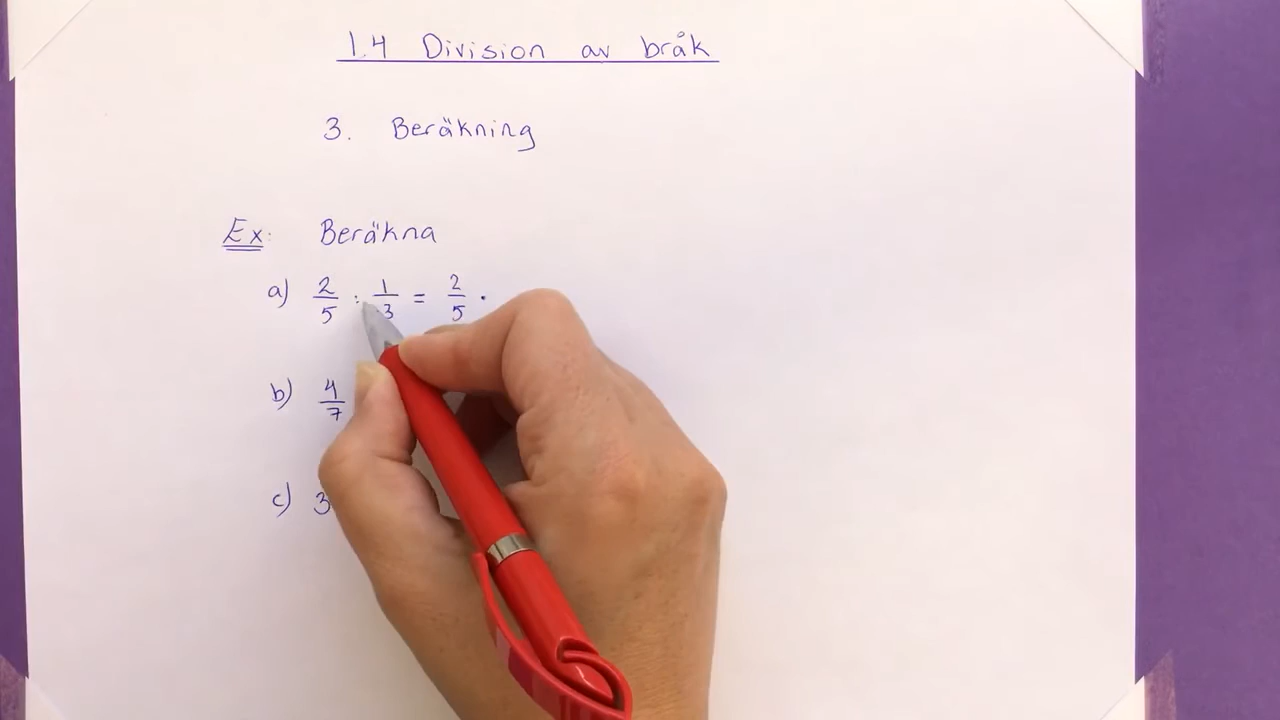 1.4 Division av bråk
3. Beräkning
Ex: Beräkna
a) 2/5 : 1/3 = 2/5 ·
b) 4/7
c) 3